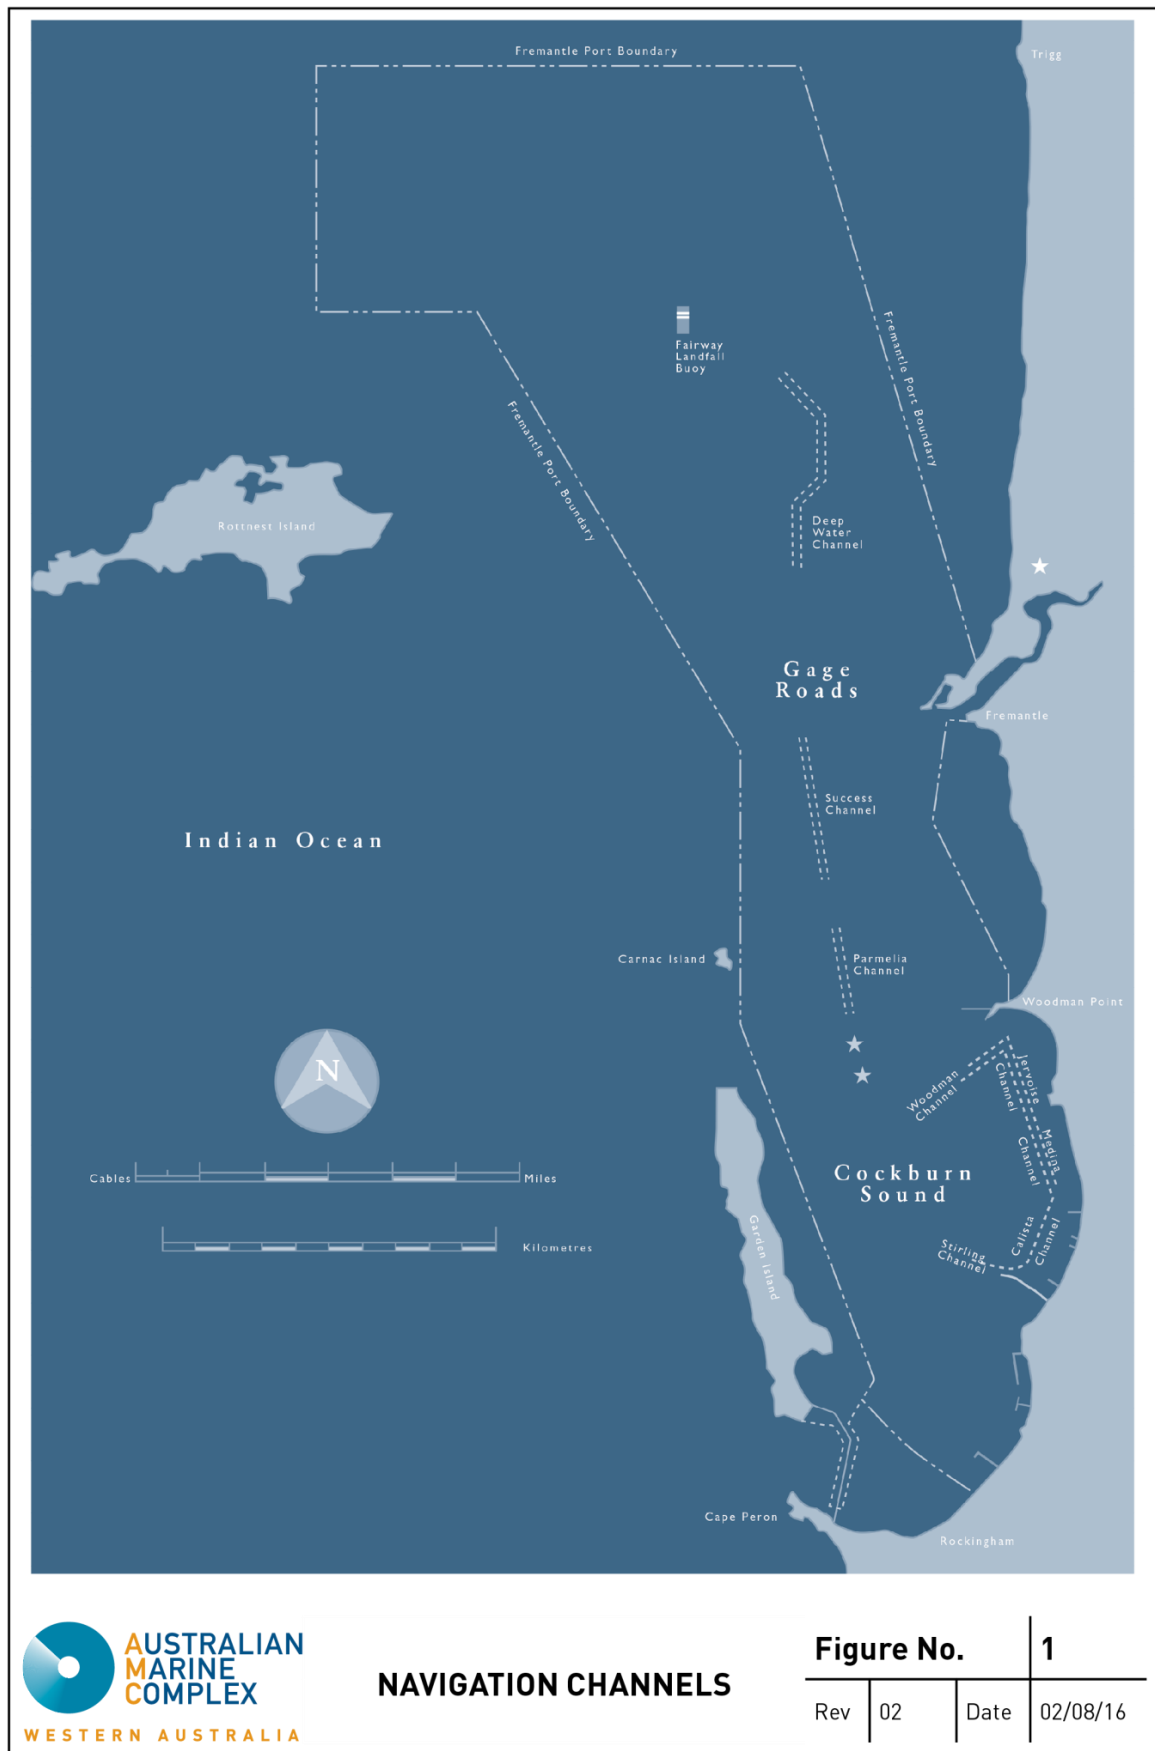 Fremantle Port Boundary
Trigg
Fairway
Landfall
Buoy
Fremantle Port Boundary
Fremantle Port Boundary
Rottnest Island
Deep
Water
Channel
Gage
Roads
Fremantle
Success
Channel
Indian Ocean
Carnac Island
Parmelia
Channel
Woodman Point
N
Woodman
Channel
Jervoise
Channel
Medina
Channel
Cables
Miles
Cockburn
Sound
Garden Island
Calista
Channel
Stirling
Channel
Kilometres
Cape Peron
Rockingham
AUSTRALIAN
MARINE
COMPLEX
WESTERN AUSTRALIA
NAVIGATION CHANNELS
Figure No. 1
Rev 02 Date 02/08/16